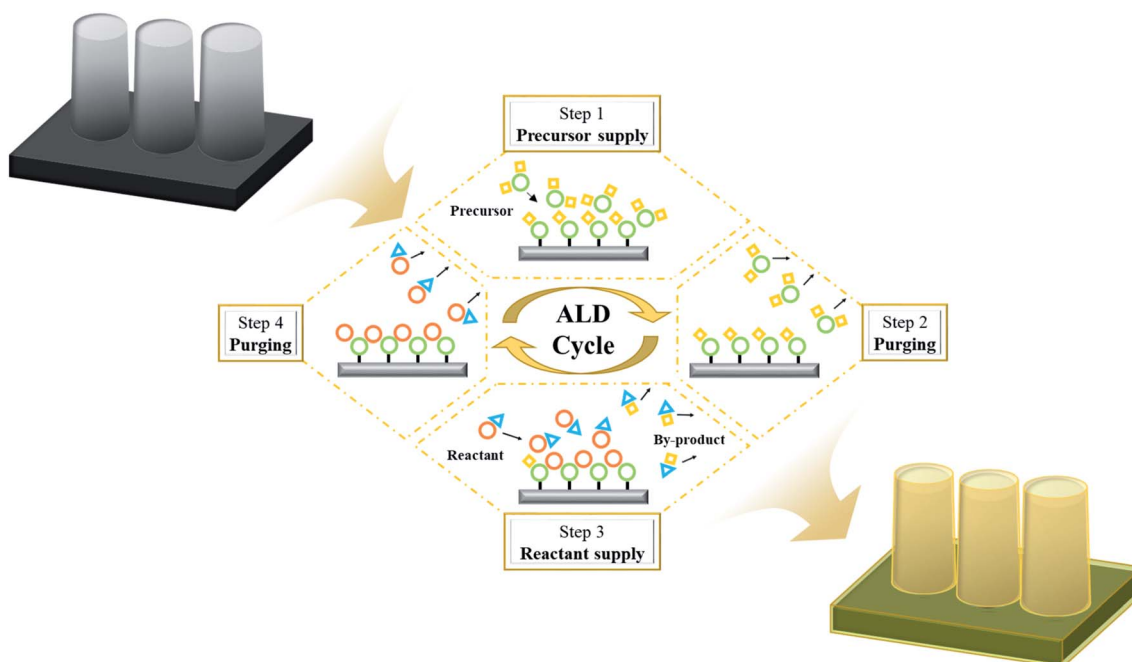 Step 1
Precursor supply
Precursor
Step 4
Purging
ALD
Cycle
Step 2
Purging
Reactant
By-product
Step 3
Reactant supply